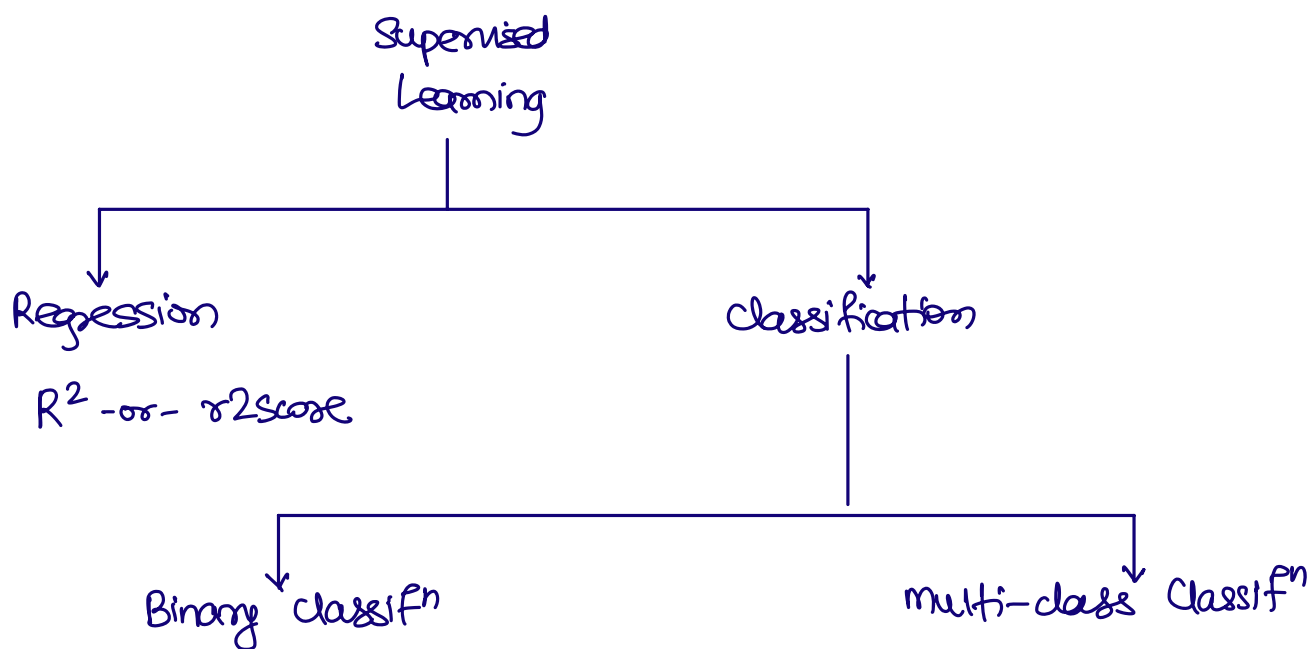 Supervised
Learning
Regression
Classification
R² -or- r2score
Binary Classifⁿ
Multi-class Classifⁿ